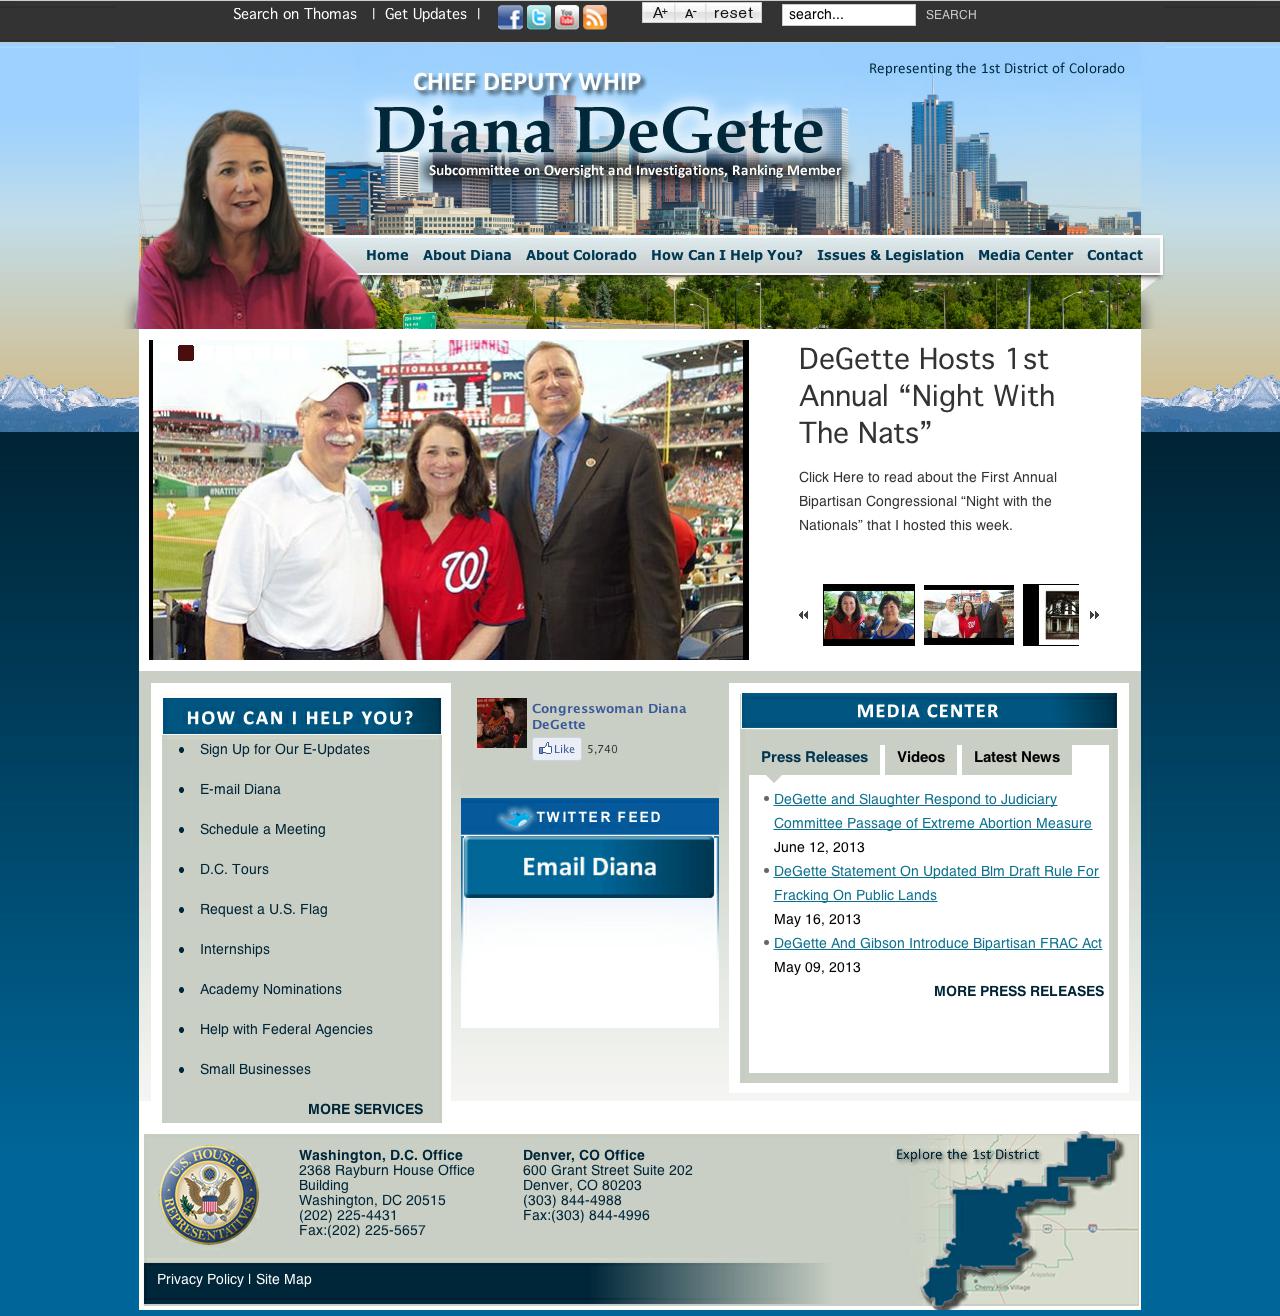 Search on Thomas | Get Updates |
A+ A- reset
search... SEARCH
Representing the 1st District of Colorado
CHIEF DEPUTY WHIP
Diana DeGette
Subcommittee on Oversight and Investigations, Ranking Member
Home About Diana About Colorado How Can I Help You? Issues & Legislation Media Center Contact
NATIONALS PARK
PNC
W
DeGette Hosts 1st
Annual “Night With
The Nats”
Click Here to read about the First Annual
Bipartisan Congressional “Night with the
Nationals” that I hosted this week.
HOW CAN I HELP YOU?
Sign Up for Our E-Updates
E-mail Diana
Schedule a Meeting
D.C. Tours
Request a U.S. Flag
Internships
Academy Nominations
Help with Federal Agencies
Small Businesses
MORE SERVICES
Congresswoman Diana
DeGette
Like 5,740
TWITTER FEED
Email Diana
MEDIA CENTER
Press Releases Videos Latest News
DeGette and Slaughter Respond to Judiciary
Committee Passage of Extreme Abortion Measure
June 12, 2013
DeGette Statement On Updated Blm Draft Rule For
Fracking On Public Lands
May 16, 2013
DeGette And Gibson Introduce Bipartisan FRAC Act
May 09, 2013
MORE PRESS RELEASES
U.S. HOUSE OF
REPRESENTATIVES
Washington, D.C. Office
2368 Rayburn House Office
Building
Washington, DC 20515
(202) 225-4431
Fax:(202) 225-5657
Denver, CO Office
600 Grant Street Suite 202
Denver, CO 80203
(303) 844-4988
Fax:(303) 844-4996
Explore the 1st District
Cherry Hills Village
Privacy Policy | Site Map